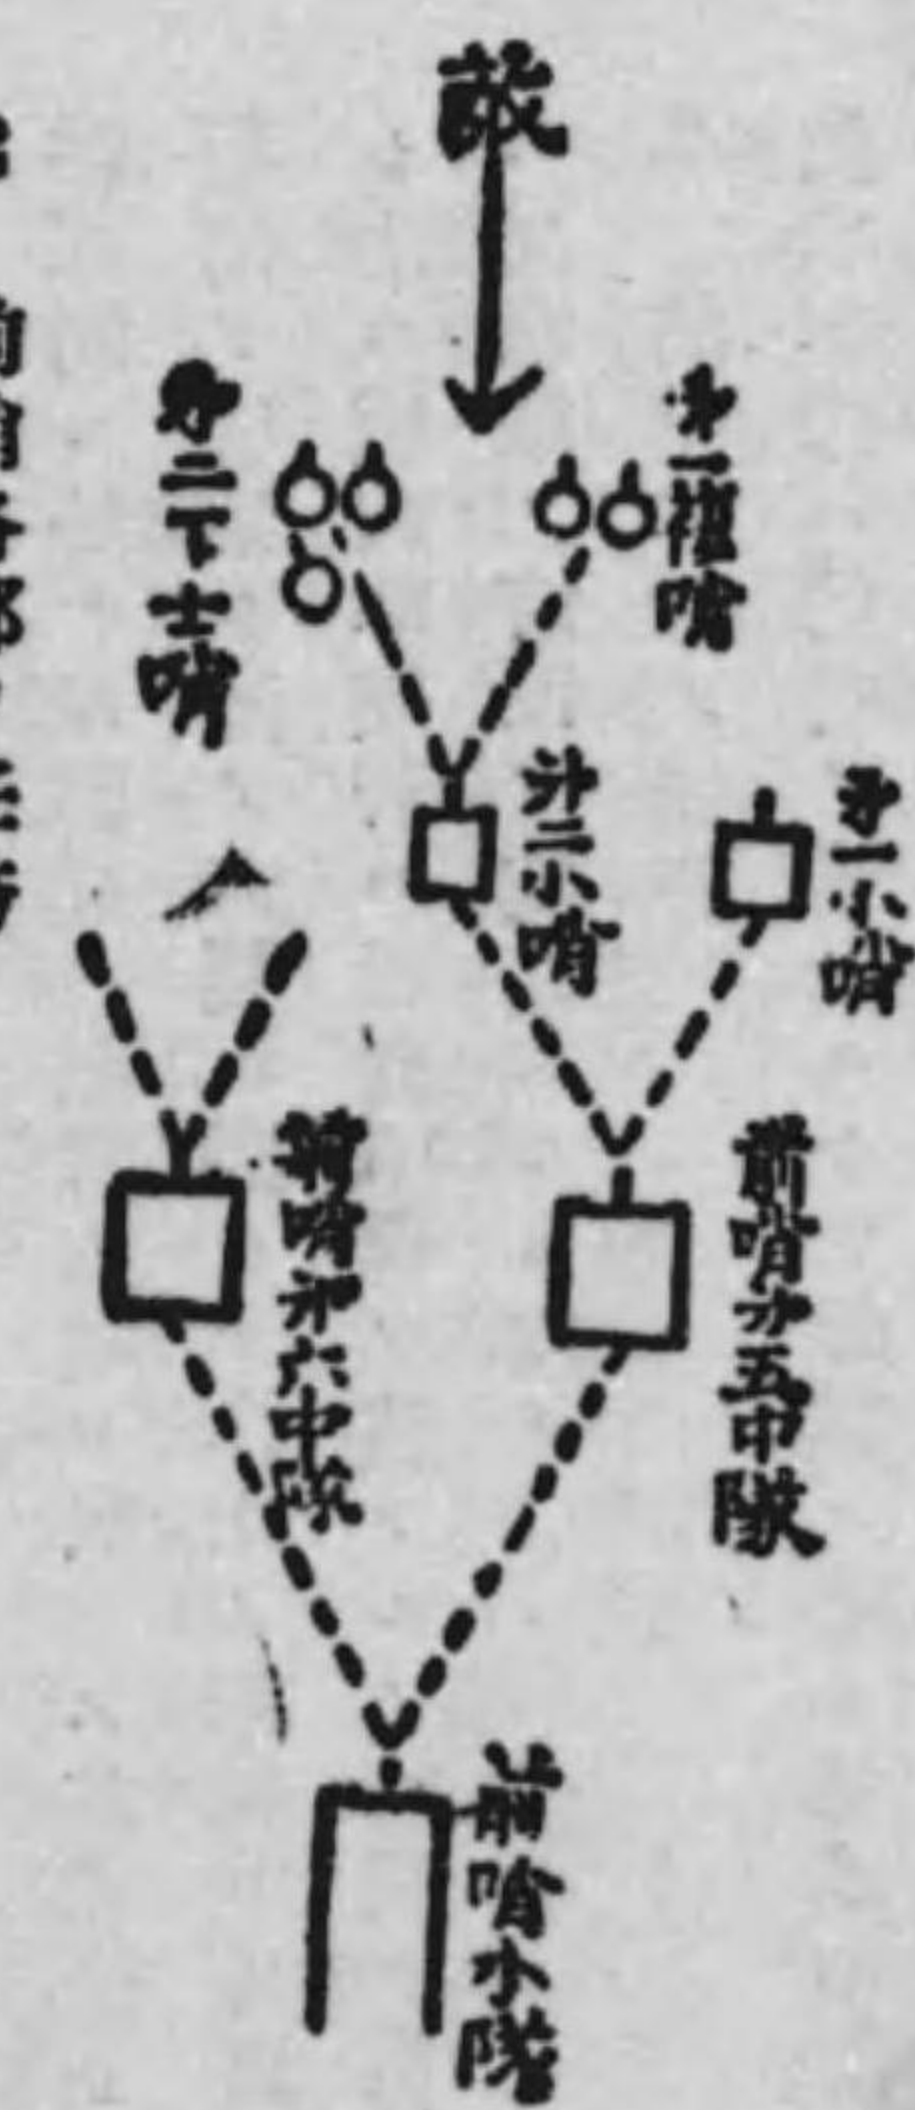 敵
第一複哨
第二下士哨
第一小哨
第二小哨
前哨第五中隊
前哨第六中隊
前哨本隊